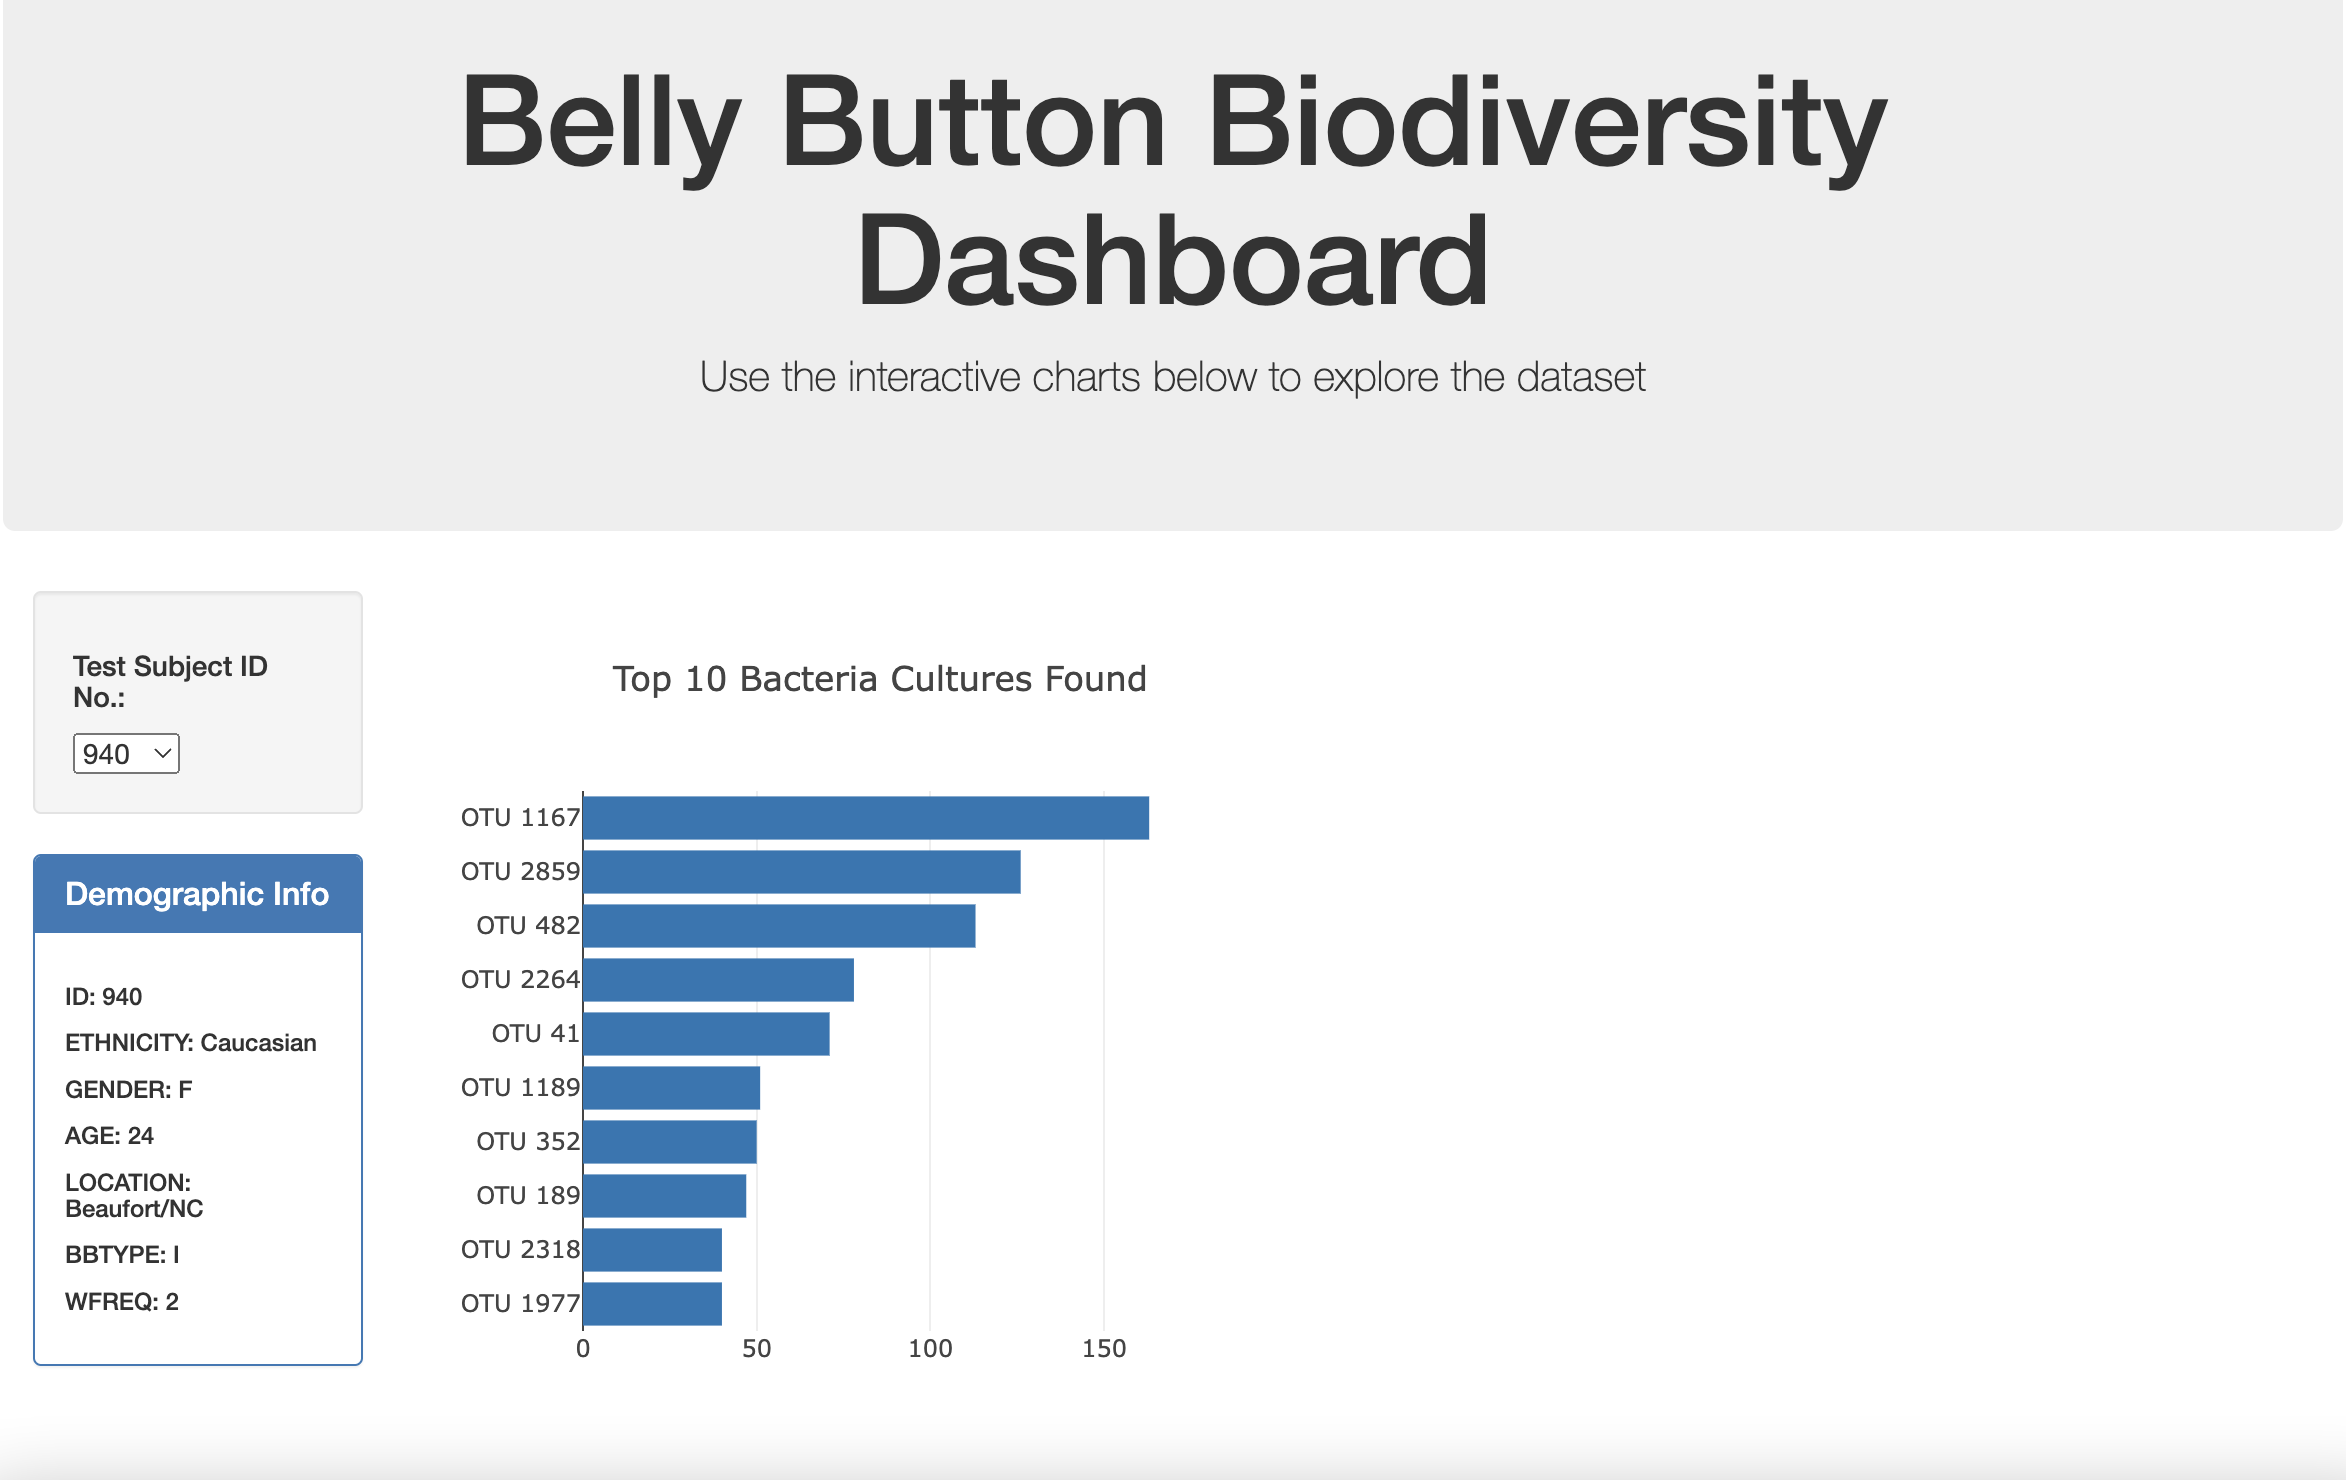 Belly Button Biodiversity
Dashboard
Use the interactive charts below to explore the dataset
Test Subject ID
No.:
940
Demographic Info
ID: 940
ETHNICITY: Caucasian
GENDER: F
AGE: 24
LOCATION:
Beaufort/NC
BBTYPE: I
WFREQ: 2
Top 10 Bacteria Cultures Found
OTU 1167
OTU 2859
OTU 482
OTU 2264
OTU 41
OTU 1189
OTU 352
OTU 189
OTU 2318
OTU 1977
0 50 100 150